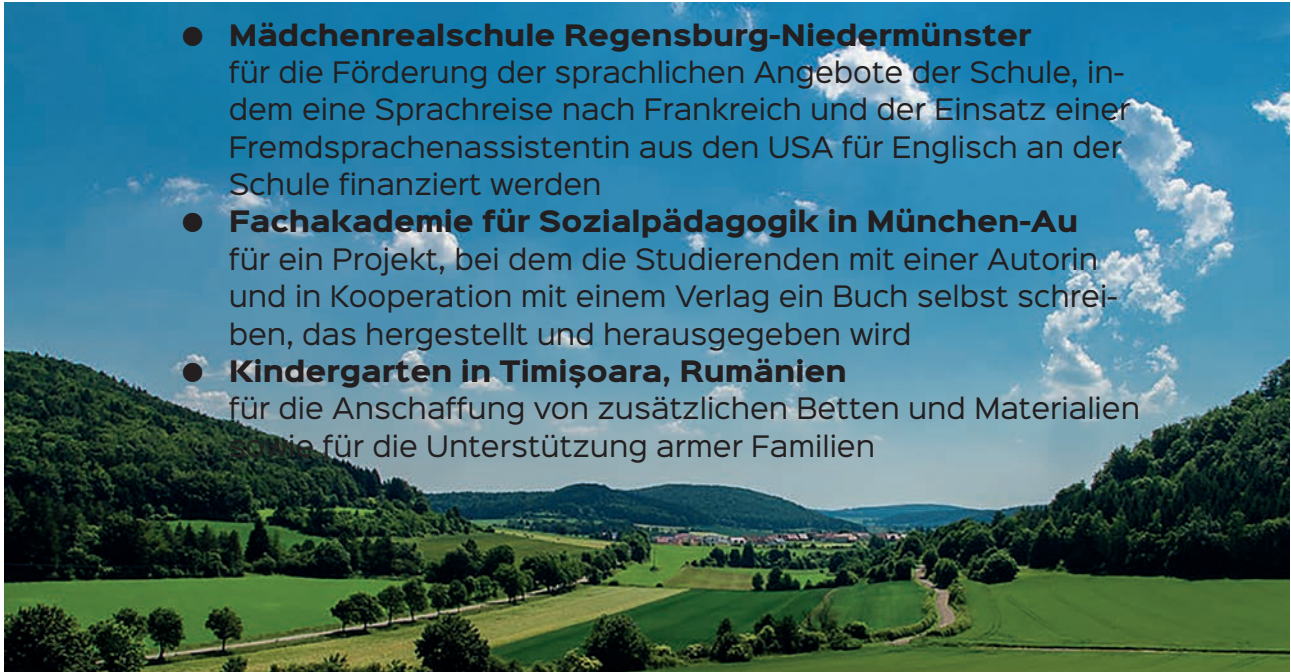 ● Mädchenrealschule Regensburg-Niedermünster
für die Förderung der sprachlichen Angebote der Schule, in-
dem eine Sprachreise nach Frankreich und der Einsatz einer
Fremdsprachenassistentin aus den USA für Englisch an der
Schule finanziert werden
● Fachakademie für Sozialpädagogik in München-Au
für ein Projekt, bei dem die Studierenden mit einer Autorin
und in Kooperation mit einem Verlag ein Buch selbst schrei-
ben, das hergestellt und herausgegeben wird
● Kindergarten in Timişoara, Rumänien
für die Anschaffung von zusätzlichen Betten und Materialien
sowie für die Unterstützung armer Familien